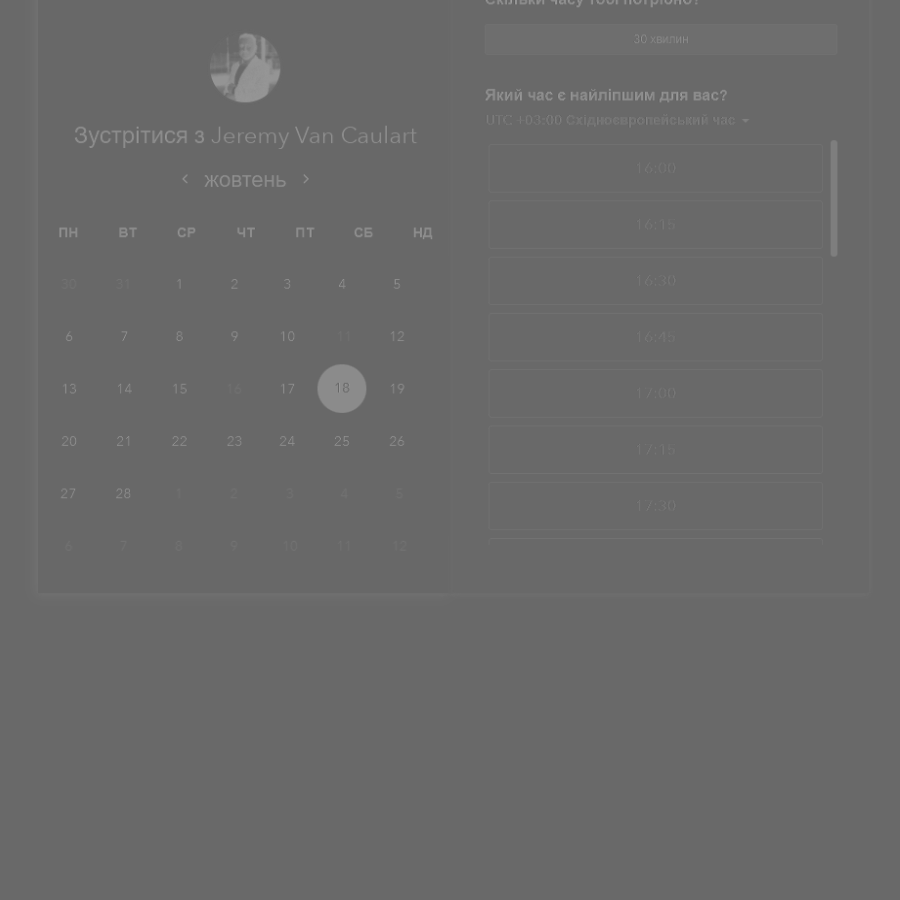 Зустрітися з Jeremy Van Caulart
жовтень
ПН ВТ СР ЧТ ПТ СБ НД
30 31 1 2 3 4 5
6 7 8 9 10 11 12
13 14 15 16 17 18 19
20 21 22 23 24 25 26
27 28 1 2 3 4 5
6 7 8 9 10 11 12
Скільки часу тобі потрібно?
30 хвилин
Який час є найліпшим для вас?
UTC +03:00 Східноєвропейський час
16:00
16:15
16:30
16:45
17:00
17:15
17:30